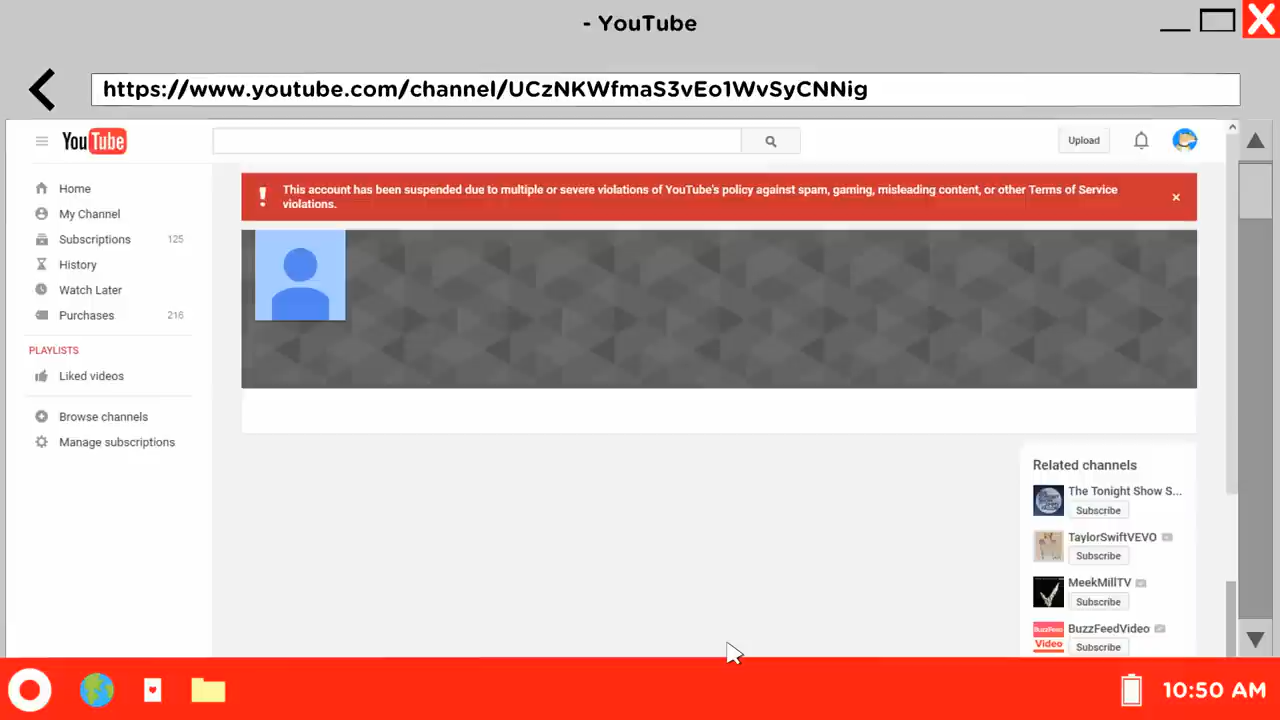 - YouTube
https://www.youtube.com/channel/UCzNKWfmaS3vEo1WvSyCNNig
YouTube
Upload
This account has been suspended due to multiple or severe violations of YouTube's policy against spam, gaming, misleading content, or other Terms of Service
violations.
Home
My Channel
Subscriptions 125
History
Watch Later
Purchases 216
PLAYLISTS
Liked videos
Browse channels
Manage subscriptions
Related channels
The Tonight Show S...
Subscribe
TaylorSwiftVEVO
Subscribe
MeekMillTV
Subscribe
BuzzFeed
Video
BuzzFeedVideo
Subscribe
10:50 AM